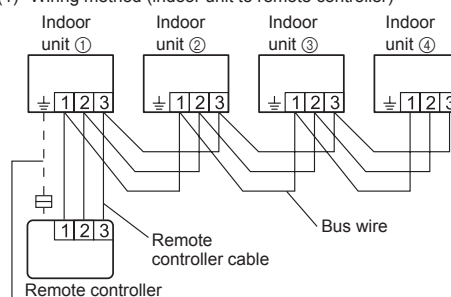 (1) Wiring method (indoor unit to remote controller)
Indoor unit ①
Indoor unit ②
Indoor unit ③
Indoor unit ④
1 2 3
1 2 3
1 2 3
1 2 3
1 2 3
Bus wire
Remote
controller cable
Remote controller